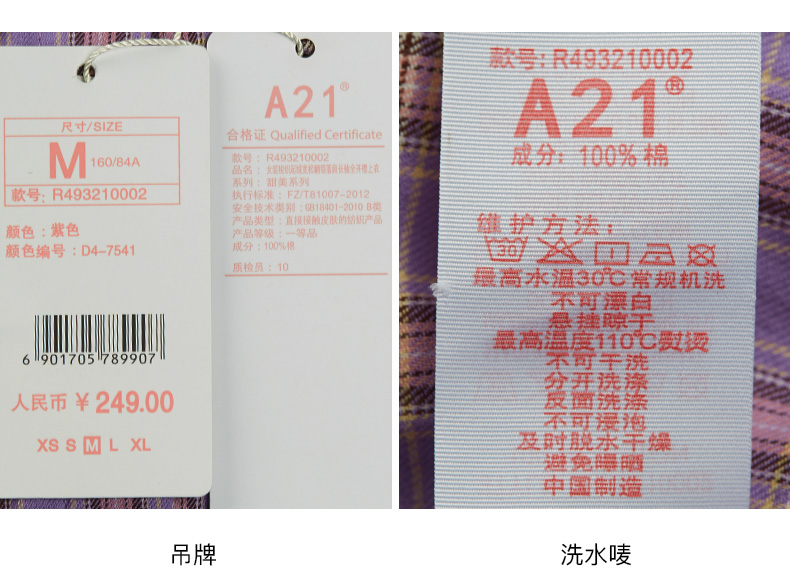 尺寸/SIZE
M 160/84A
款号: R493210002
颜色：紫色
颜色编号：D4-7541
6 901705 789907
人民币 ¥ 249.00
XS S M L XL
A21®
合格证 Qualified Certificate
款号： R493210002
系列： 甜美系列
执行标准： FZ/T81007-2012
安全技术类别：GB18401-2010 B类
产品类型：直接接触皮肤的纺织产品
产品等级：一等品
成分：100%棉
质检员：10
款号：R493210002
A21®
成分：100% 棉
维护方法：
30
最高水温30℃常规机洗
不可漂白
悬挂晾干
最高温度110℃熨烫
不可干洗
分开洗涤
反面洗涤
不可浸泡
及时脱水干燥
避免曝晒
中国制造
吊牌
洗水唛